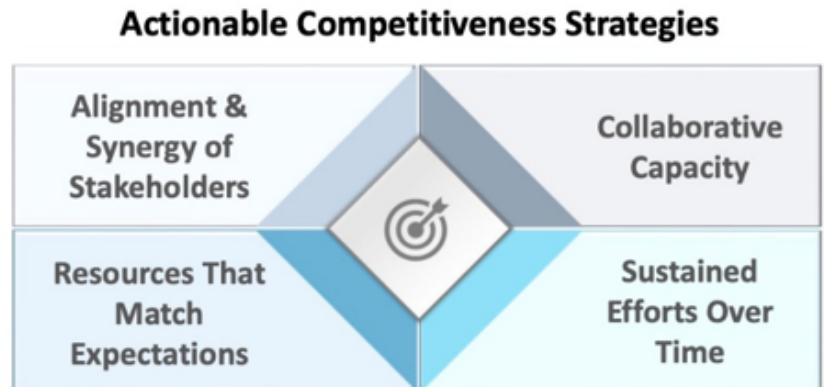 Actionable Competitiveness Strategies
Alignment &
Synergy of
Stakeholders
Collaborative
Capacity
Resources That
Match
Expectations
Sustained
Efforts Over
Time